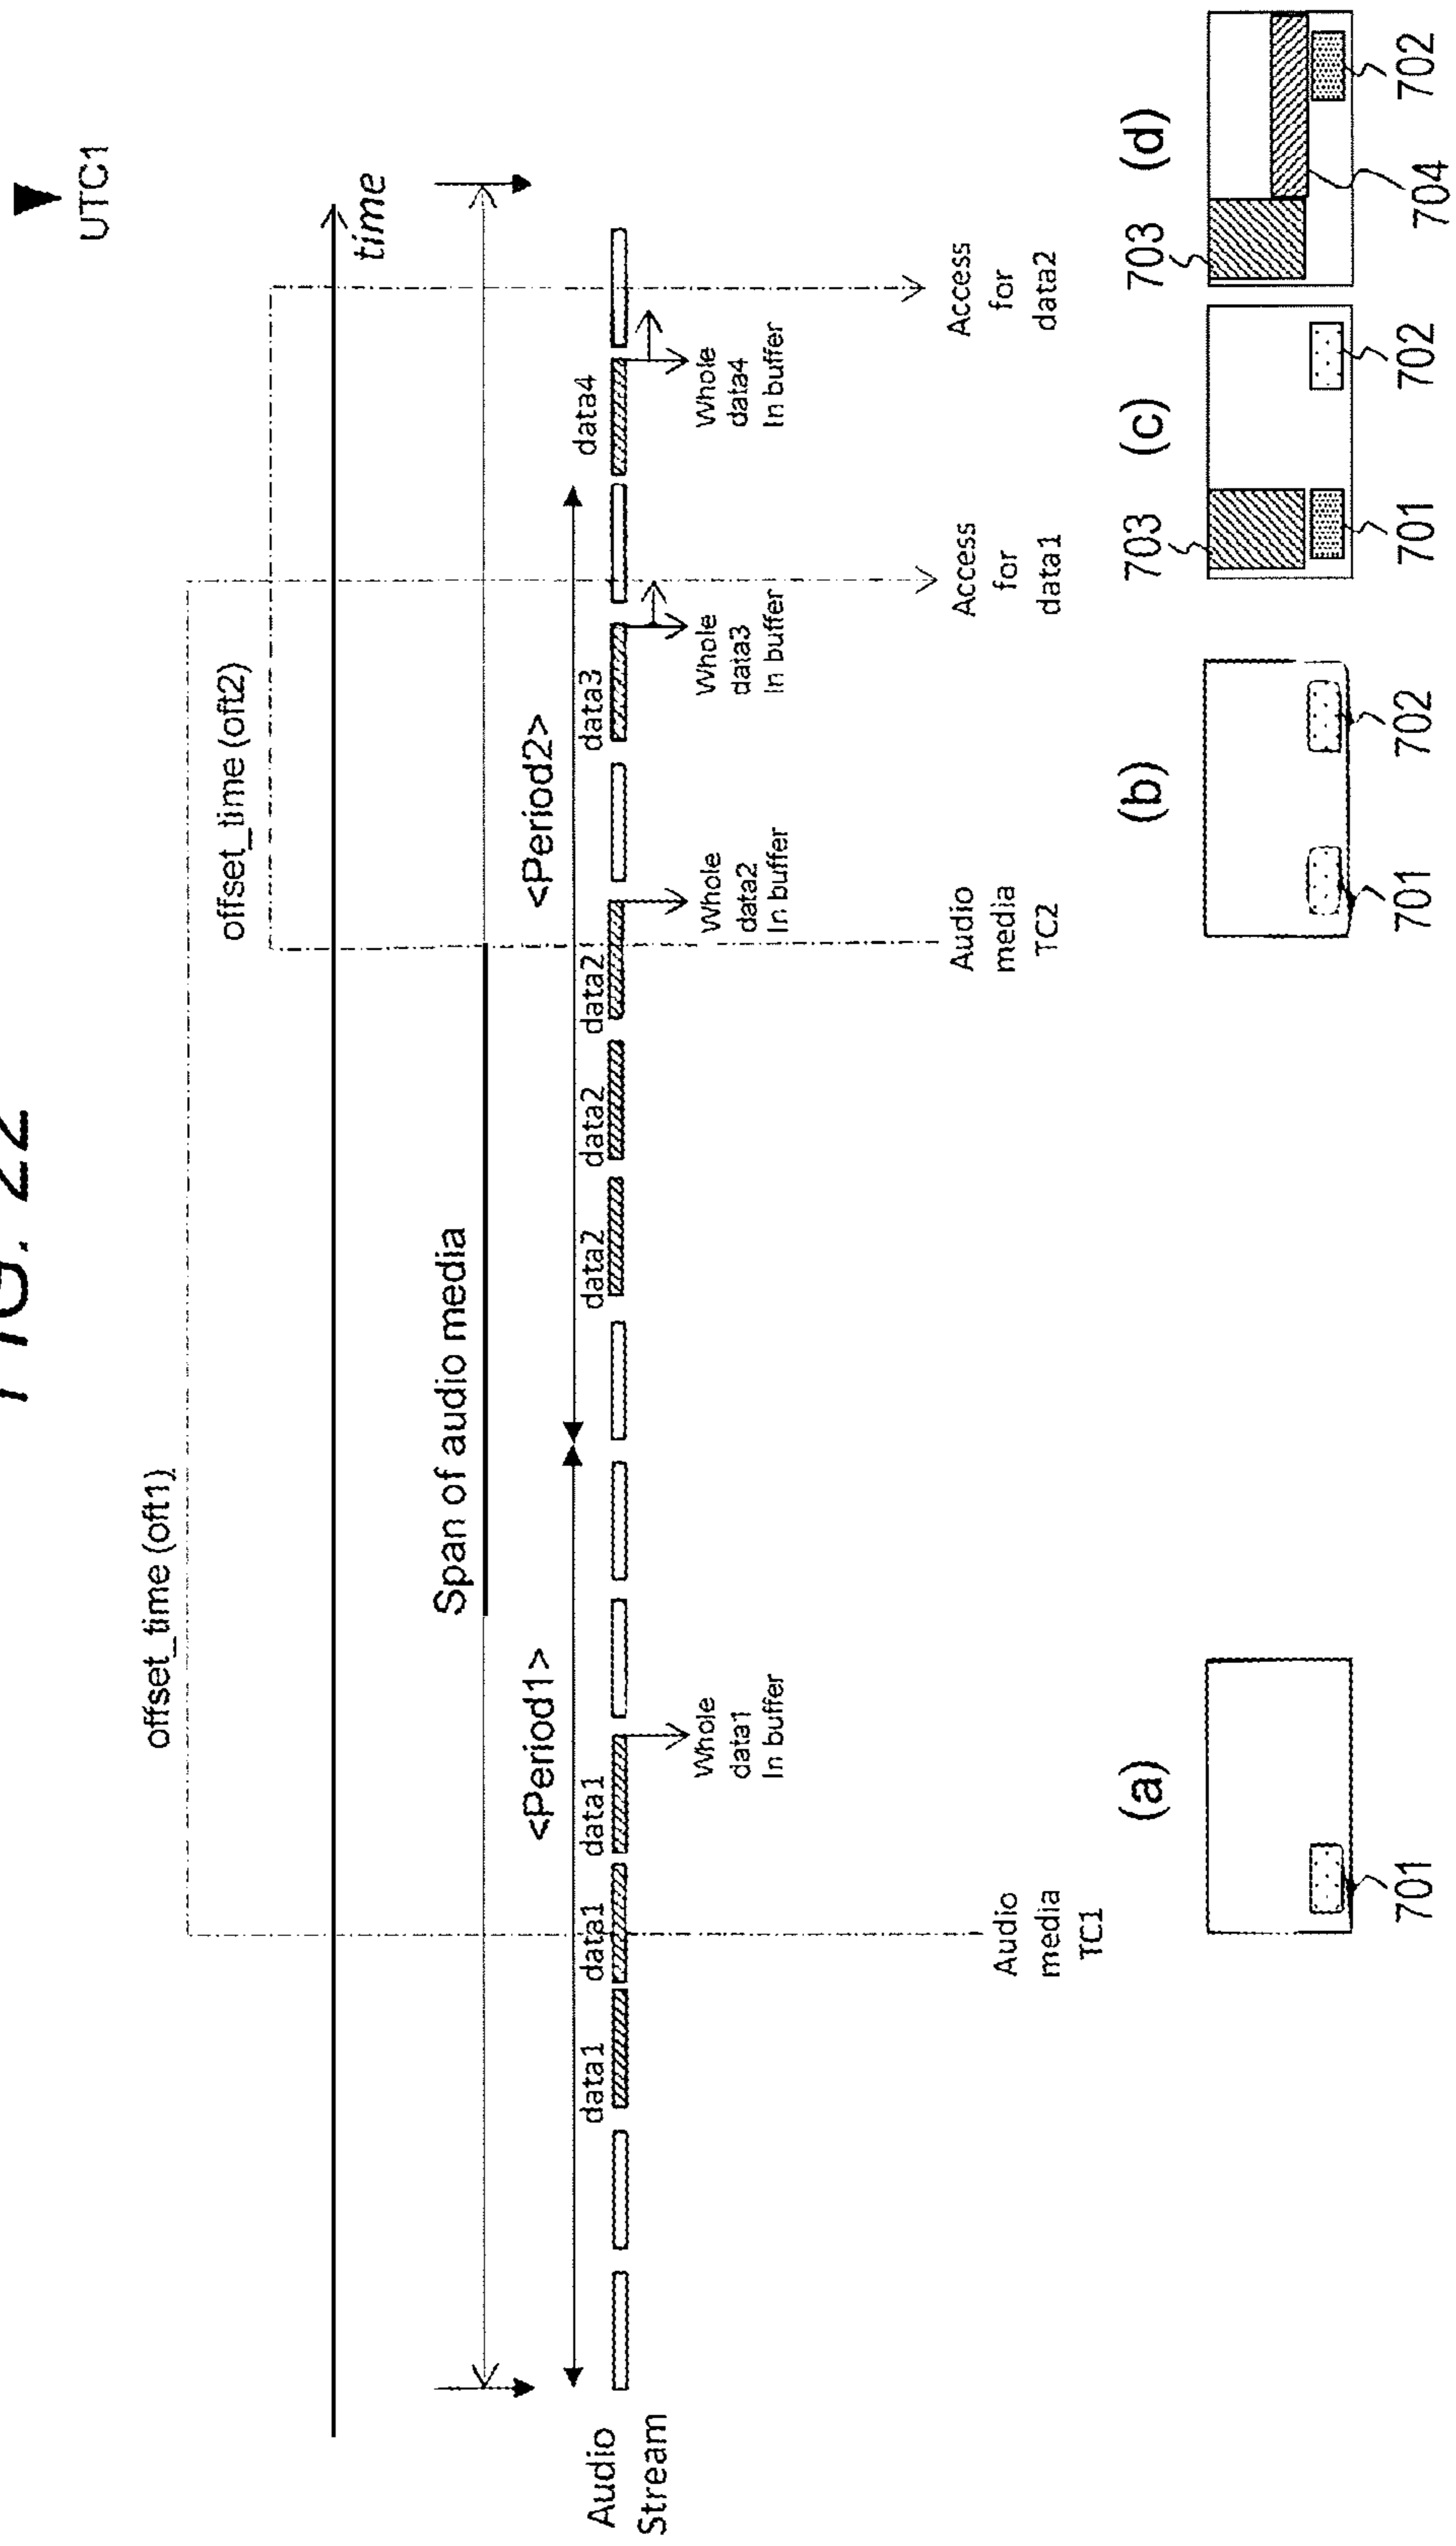 FIG. 22
UTC1
time
offset_time (oft1)
offset_time (oft2)
Span of audio media
<Period1>
<Period2>
Audio
Stream
data1
data1
data1
data2
data2
data2
data3
data4
Whole
data1
In buffer
Whole
data2
In buffer
Whole
data3
In buffer
Whole
data4
In buffer
Audio
media
TC1
Audio
media
TC2
Access
for
data1
Access
for
data2
(a)
701
(b)
701
702
(c)
703
701
702
(d)
703
704
702